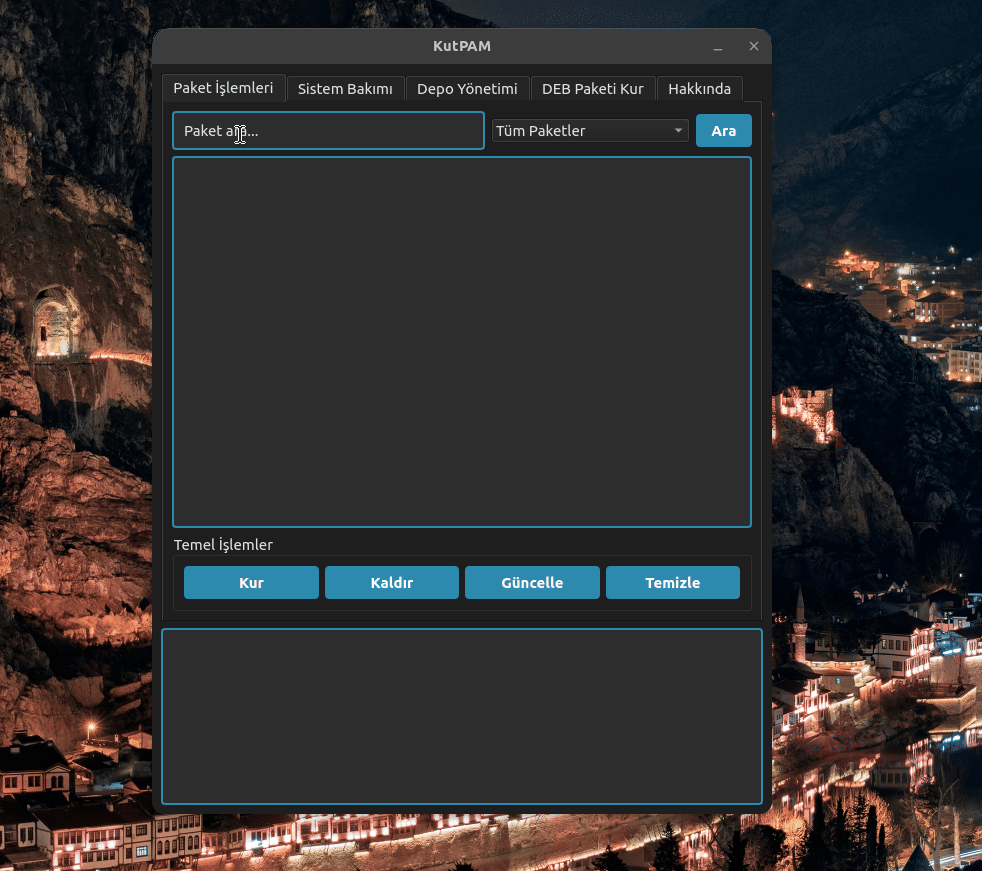 KutPAM
Paket İşlemleri Sistem Bakımı Depo Yönetimi DEB Paketi Kur Hakkında
Paket ara... Tüm Paketler Ara
Temel İşlemler
Kur Kaldır Güncelle Temizle